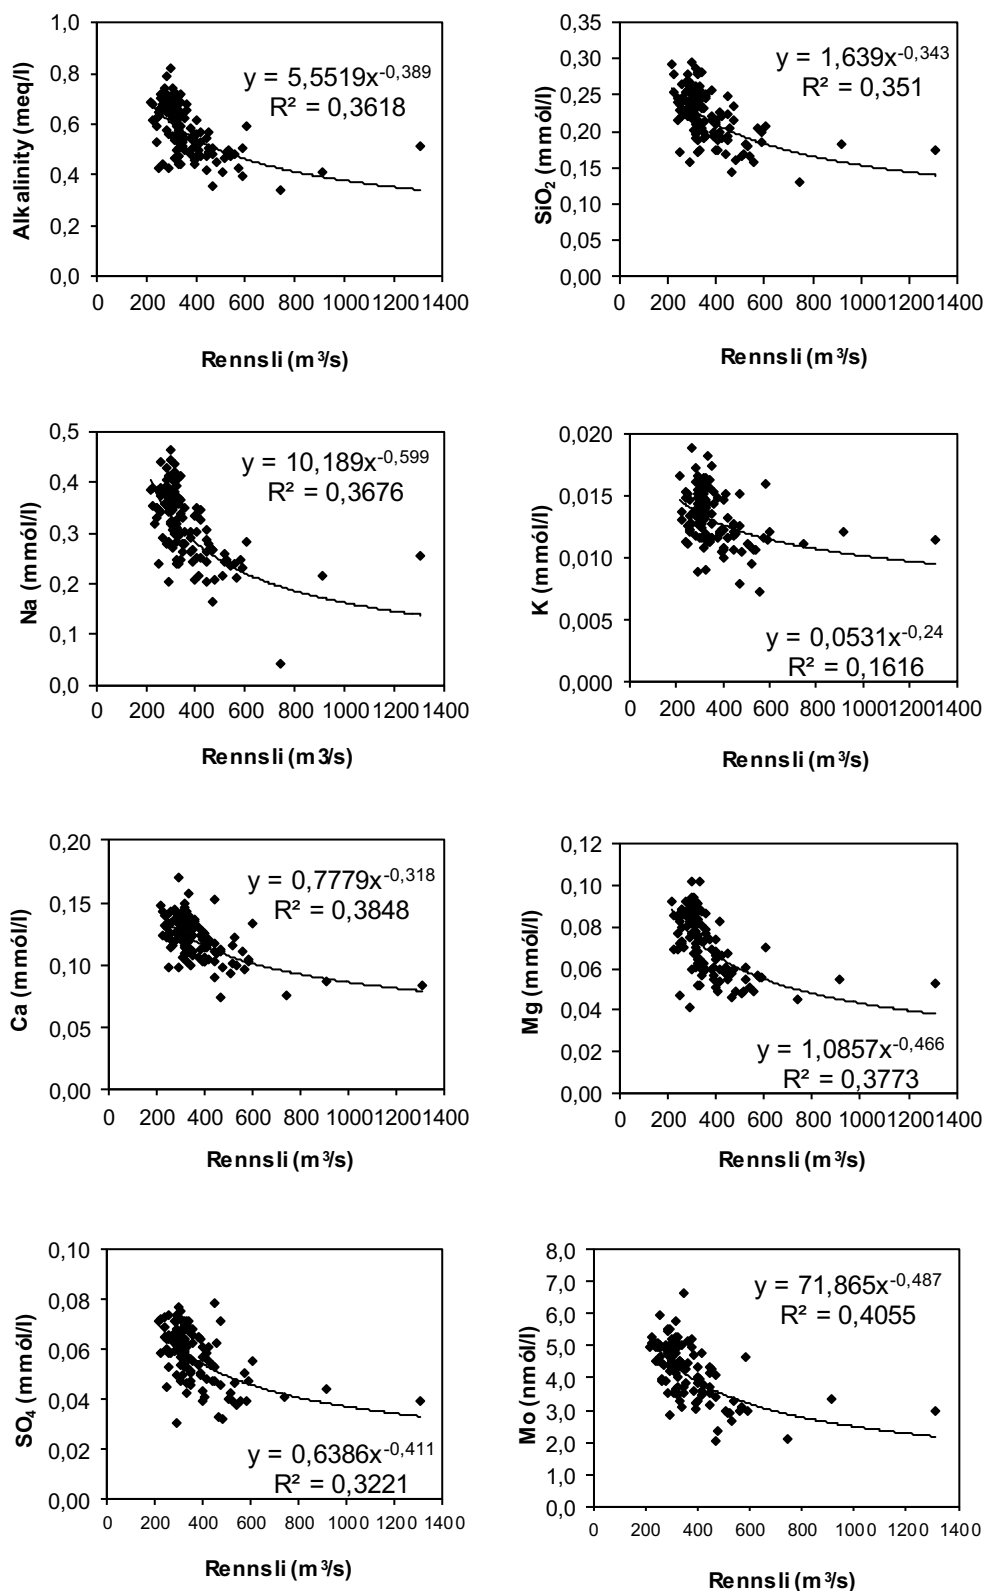 Alkalinity (meq/l)
1,0
0,8
0,6
0,4
0,2
0,0
y = 5,5519x^-0,389
R² = 0,3618
0 200 400 600 800 1000 1200 1400
Rennsli (m³/s)
SiO₂ (mmól/l)
0,35
0,30
0,25
0,20
0,15
0,10
0,05
0,00
y = 1,639x^-0,343
R² = 0,351
0 200 400 600 800 1000 1200 1400
Rennsli (m³/s)
Na (mmól/l)
0,5
0,4
0,3
0,2
0,1
0,0
y = 10,189x^-0,599
R² = 0,3676
0 200 400 600 800 1000 1200 1400
Rennsli (m3/s)
K (mmól/l)
0,020
0,015
0,010
0,005
0,000
y = 0,0531x^-0,24
R² = 0,1616
0 200 400 600 800 1000 1200 1400
Rennsli (m³/s)
Ca (mmól/l)
0,20
0,15
0,10
0,05
0,00
y = 0,7779x^-0,318
R² = 0,3848
0 200 400 600 800 1000 1200 1400
Rennsli (m³/s)
Mg (mmól/l)
0,12
0,10
0,08
0,06
0,04
0,02
0,00
y = 1,0857x^-0,466
R² = 0,3773
0 200 400 600 800 1000 1200 1400
Rennsli (m³/s)
SO₄ (mmól/l)
0,10
0,08
0,06
0,04
0,02
0,00
y = 0,6386x^-0,411
R² = 0,3221
0 200 400 600 800 1000 1200 1400
Rennsli (m³/s)
Mo (nmól/l)
8,0
7,0
6,0
5,0
4,0
3,0
2,0
1,0
0,0
y = 71,865x^-0,487
R² = 0,4055
0 200 400 600 800 1000 1200 1400
Rennsli (m³/s)